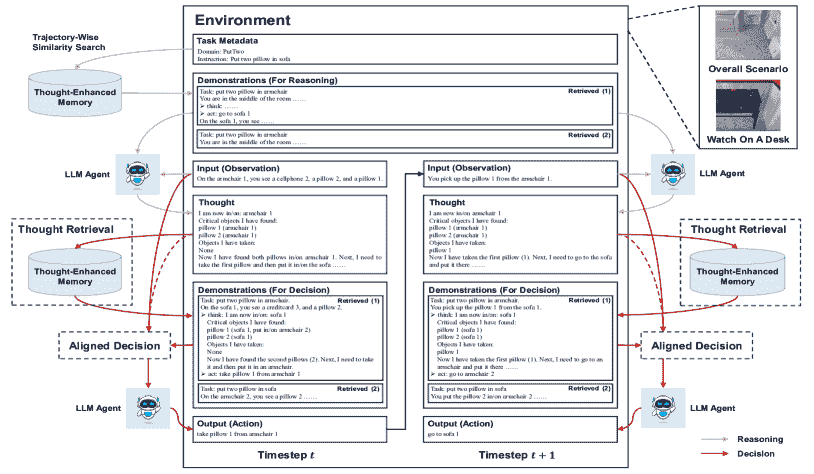 Environment
Trajectory-Wise
Similarity Search
Thought-Enhanced
Memory
Task Metadata
Domain: PutTwo
Instruction: Put two pillow in sofa
Demonstrations (For Reasoning)
Retrieved (1)
Task: put two pillow in armchair
You are in the middle of the room ……
➤ think: ……
➤ act: go to sofa 1
On the sofa 1, you see ……
Retrieved (2)
Task: put two pillow in armchair
You are in the middle of the room ……
Overall Scenario
Watch On A Desk
LLM Agent
Input (Observation)
On the armchair 1, you see a cellphone 2, a pillow 2, and a pillow 1.
Thought
I am now in/on: armchair 1
Critical objects I have found:
pillow 1 (armchair 1)
pillow 2 (armchair 1)
Objects I have taken:
None
Now I have found both pillows in/on armchair 1. Next, I need to
take the first pillow and then put it in/on the sofa ……
Thought Retrieval
Thought-Enhanced
Memory
Demonstrations (For Decision)
Retrieved (1)
Task: put two pillow in armchair.
On the sofa 1, you see a creditcard 3, and a pillow 2.
➤ think: I am now in/on: sofa 1
Critical objects I have found:
pillow 1 (sofa 1, put in/on armchair 2)
pillow 2 (sofa 1)
Objects I have taken:
None
Now I have found the second pillows (2). Next, I need to take
it and then put it in armchair.
➤ act: take pillow 1 from armchair 1
Retrieved (2)
Task: put two pillow in sofa
On the armchair 2, you see a pillow 2 ……
Aligned Decision
LLM Agent
Output (Action)
take pillow 1 from armchair 1
Timestep t
Input (Observation)
You pick up the pillow 1 from the armchair 1.
LLM Agent
Thought
I am now in/on: armchair 1
Critical objects I have found:
pillow 1 (armchair 1)
pillow 2 (armchair 1)
Objects I have taken:
pillow 1
Now I have taken the first pillow (1). Next, I need to go to the sofa
and put it there ……
Thought Retrieval
Thought-Enhanced
Memory
Demonstrations (For Decision)
Retrieved (1)
Task: put two pillow in armchair.
You pick up the pillow 1 from the sofa 1.
➤ think: I am now in/on: sofa 1
Critical objects I have found:
pillow 1 (sofa 1)
pillow 2 (sofa 1)
Objects I have taken:
pillow 1
Now I have taken the first pillow (1). Next, I need to go to an
armchair and put it there ……
➤ act: go to armchair 2
Retrieved (2)
Task: put two pillow in sofa
You put the pillow 2 in/on armchair 2 ……
Aligned Decision
LLM Agent
Output (Action)
go to sofa 1
Timestep t + 1
Reasoning
Decision